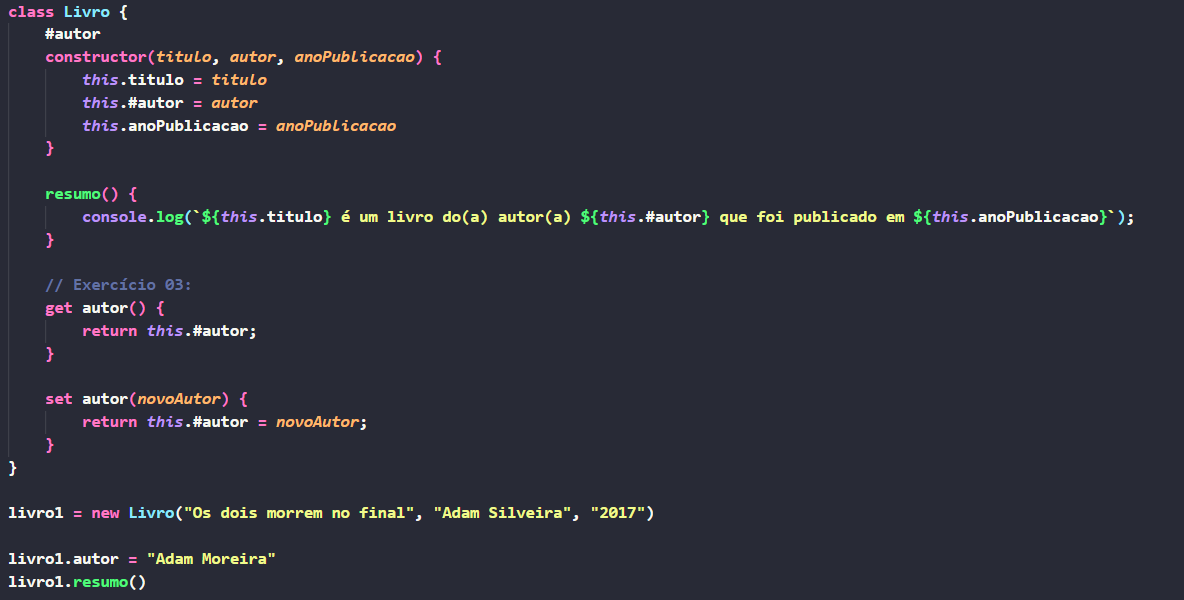 class Livro {
    #autor
    constructor(titulo, autor, anoPublicacao) {
        this.titulo = titulo
        this.#autor = autor
        this.anoPublicacao = anoPublicacao
    }

    resumo() {
        console.log(`${this.titulo} é um livro do(a) autor(a) ${this.#autor} que foi publicado em ${this.anoPublicacao}`);
    }

    // Exercício 03:
    get autor() {
        return this.#autor;
    }

    set autor(novoAutor) {
        return this.#autor = novoAutor;
    }
}

livro1 = new Livro("Os dois morrem no final", "Adam Silveira", "2017")

livro1.autor = "Adam Moreira"
livro1.resumo()